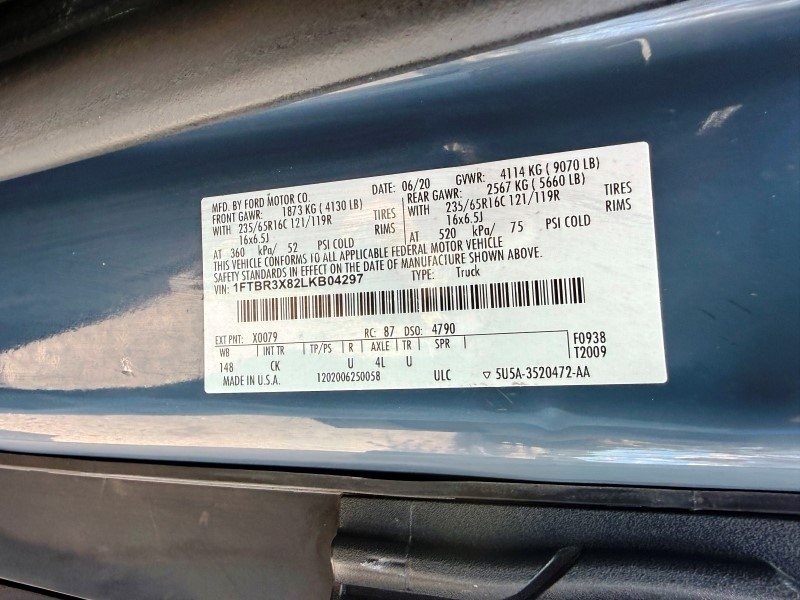 MFD. BY FORD MOTOR CO. DATE: 06/20 GVWR: 4114 KG ( 9070 LB)
FRONT GAWR: 1873 KG ( 4130 LB) REAR GAWR: 2567 KG ( 5660 LB)
WITH 235/65R16C 121/119R TIRES WITH 235/65R16C 121/119R TIRES
16x6.5J RIMS 16x6.5J RIMS
AT 360 kPa/ 52 PSI COLD AT 520 kPa/ 75 PSI COLD
THIS VEHICLE CONFORMS TO ALL APPLICABLE FEDERAL MOTOR VEHICLE
SAFETY STANDARDS IN EFFECT ON THE DATE OF MANUFACTURE SHOWN ABOVE.
VIN: 1FTBR3X82LKB04297 TYPE: Truck
EXT PNT: X0079 RC: 87 DSO: 4790
WB INT TR TP/PS R AXLE TR SPR F0938
148 CK U 4L U T2009
MADE IN U.S.A. 1202006250058 ULC ▽ 5U5A-3520472-AA